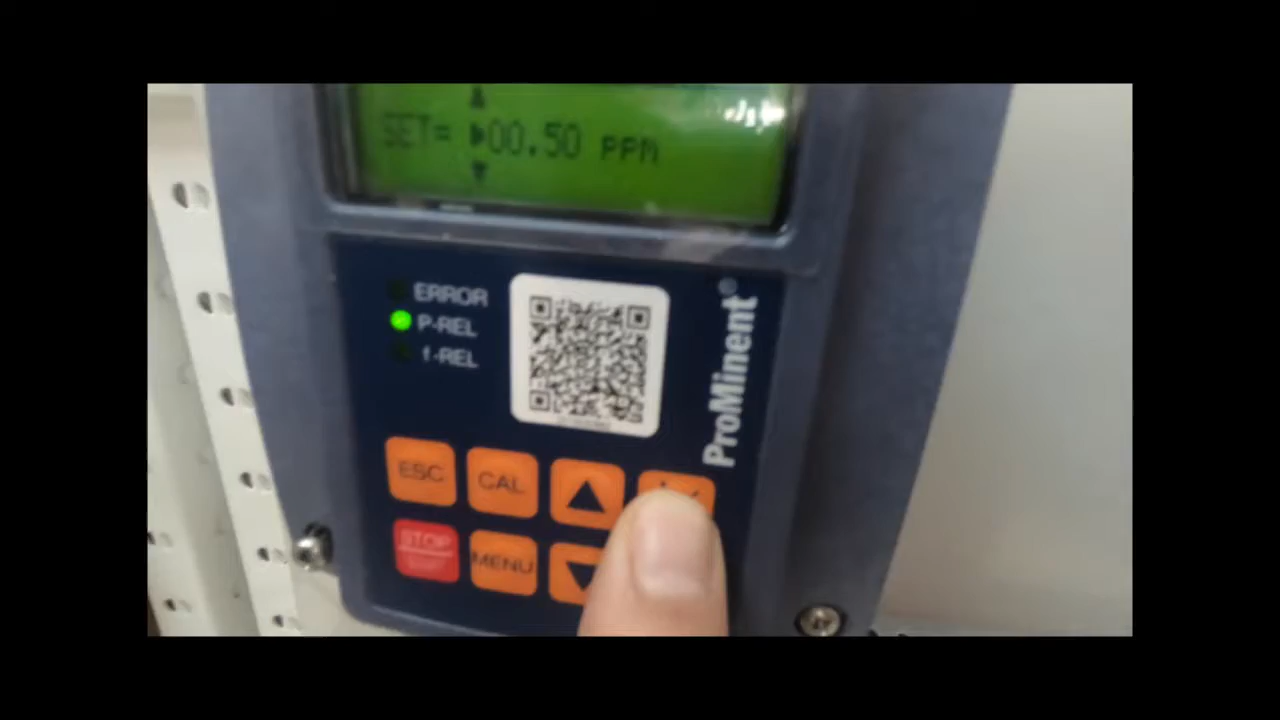 SET= 00.50 PPM
ERROR
P-REL
f-REL
ProMinent®
ESC
CAL
STOP
MENU